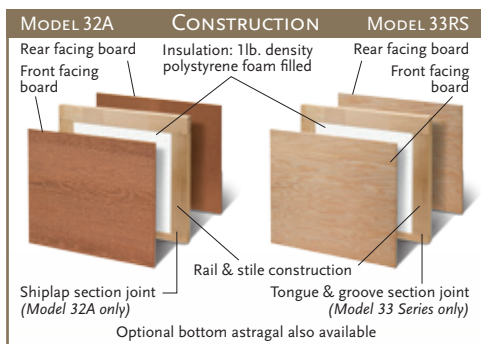 MODEL 32A CONSTRUCTION MODEL 33RS
Rear facing board
Front facing
board
Insulation: 1lb. density
polystyrene foam filled
Rear facing board
Front facing
board
Rail & stile construction
Shiplap section joint
(Model 32A only)
Tongue & groove section joint
(Model 33 Series only)
Optional bottom astragal also available